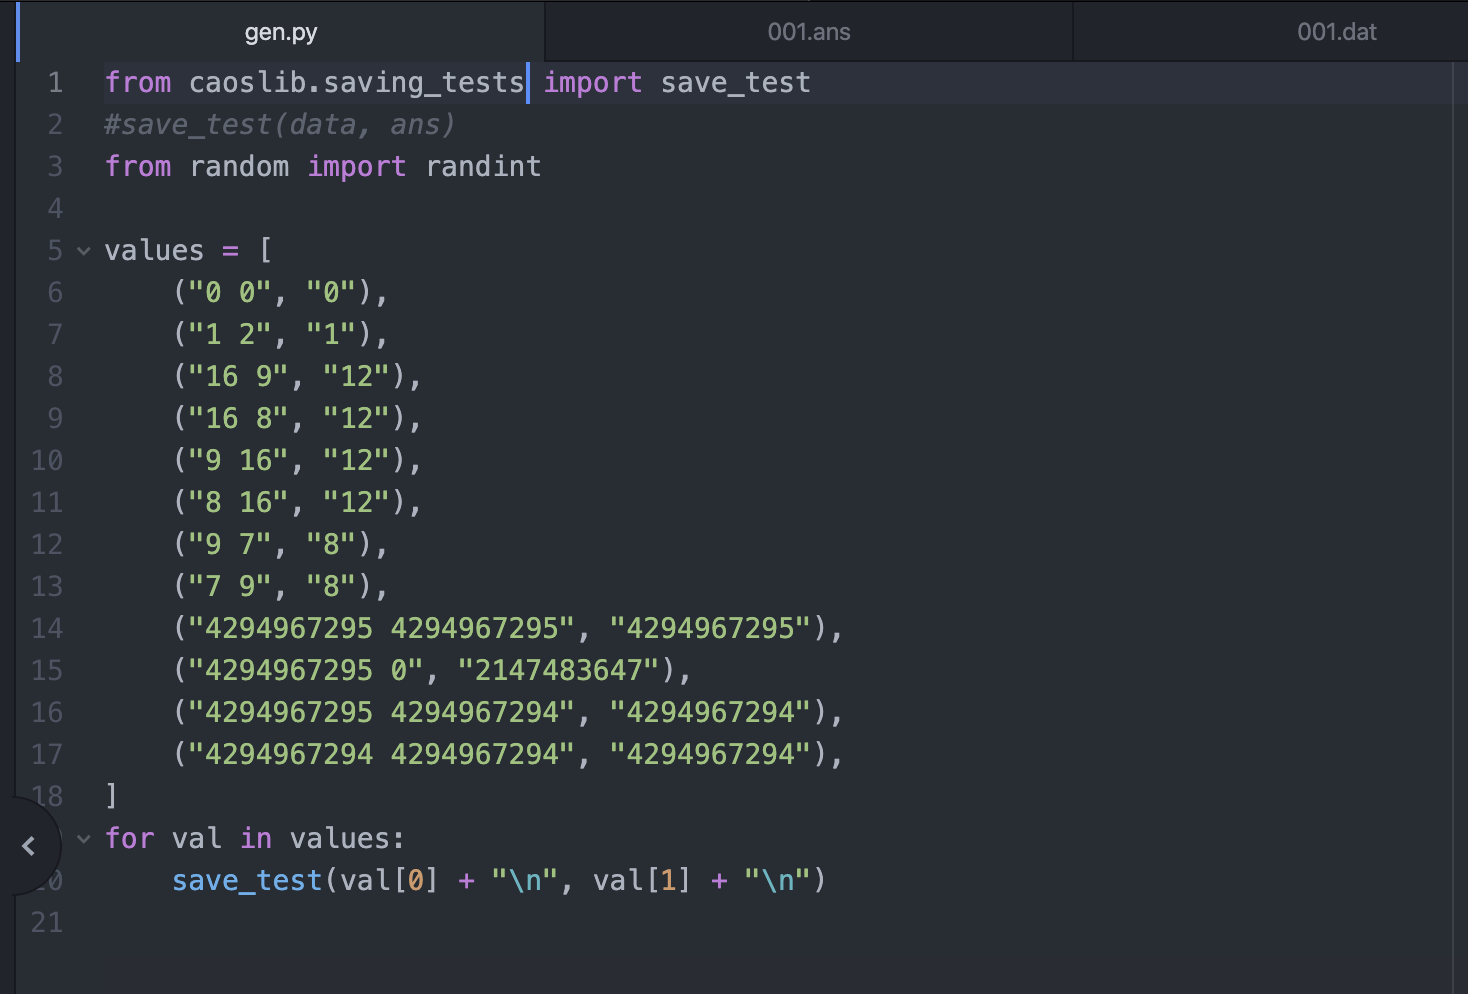 gen.py 001.ans 001.dat
1 from caoslib.saving_tests import save_test
2 #save_test(data, ans)
3 from random import randint
4
5 values = [
6     ("0 0", "0"),
7     ("1 2", "1"),
8     ("16 9", "12"),
9     ("16 8", "12"),
10     ("9 16", "12"),
11     ("8 16", "12"),
12     ("9 7", "8"),
13     ("7 9", "8"),
14     ("4294967295 4294967295", "4294967295"),
15     ("4294967295 0", "2147483647"),
16     ("4294967295 4294967294", "4294967294"),
17     ("4294967294 4294967294", "4294967294"),
18 ]
for val in values:
    save_test(val[0] + "\n", val[1] + "\n")
21